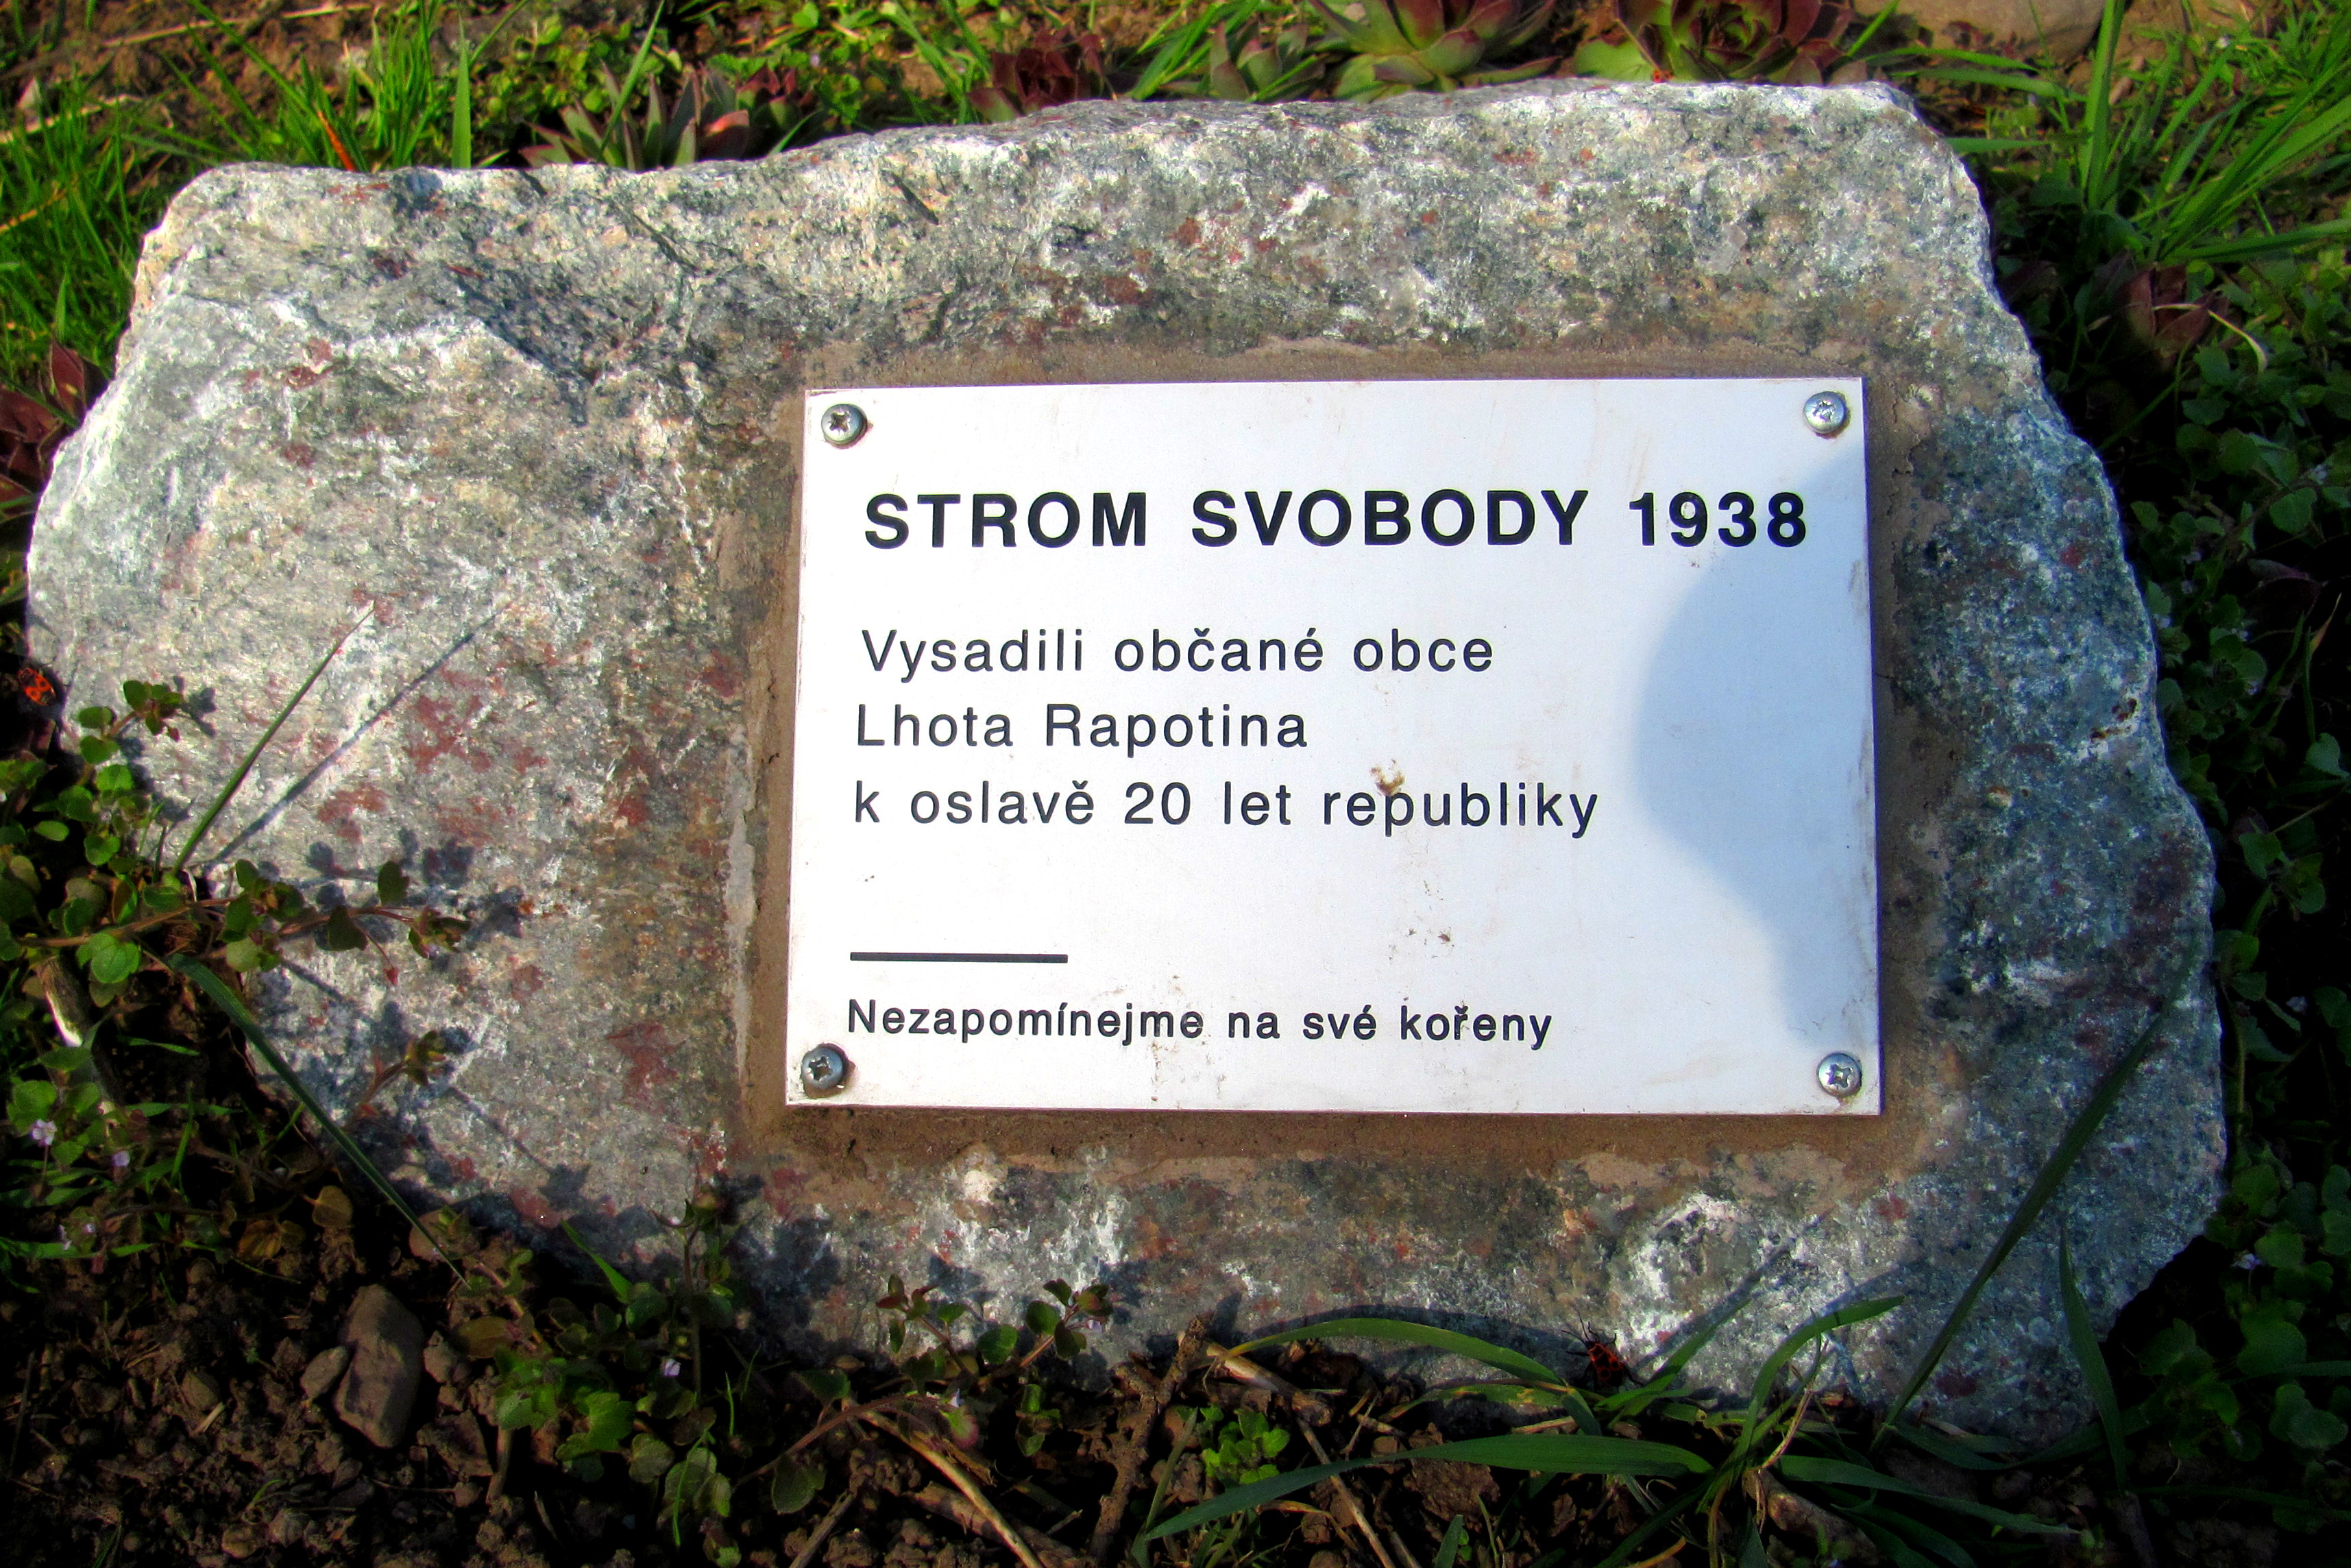 STROM SVOBODY 1938
Vysadili občané obce
Lhota Rapotina
k oslavě 20 let republiky
Nezapomínejme na své kořeny